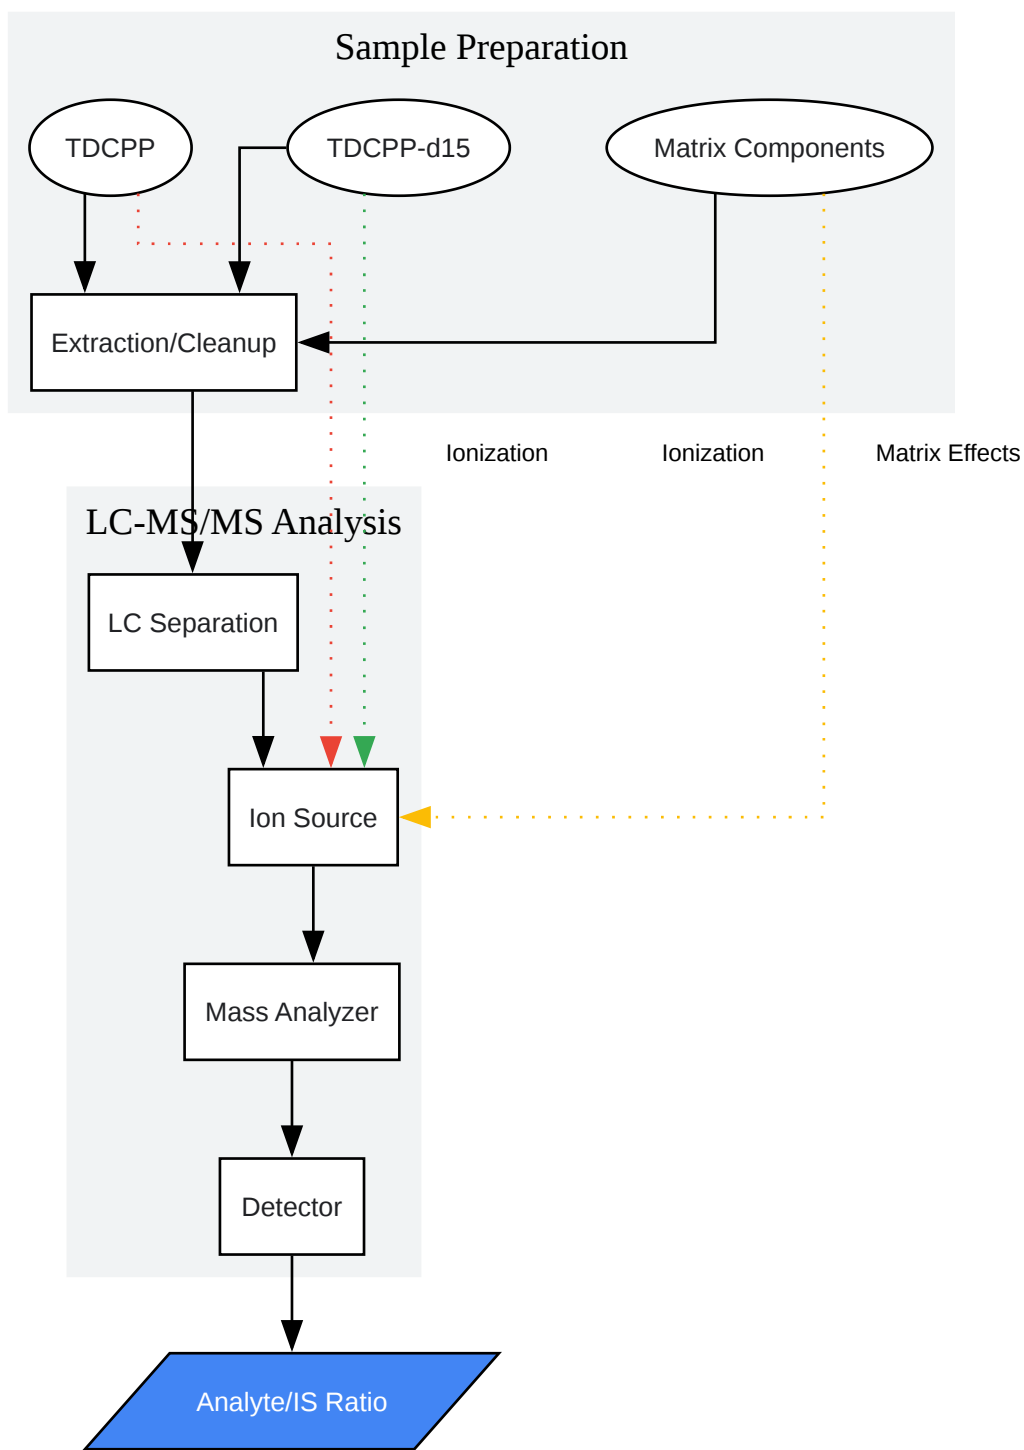 Sample Preparation
TDCPP
TDCPP-d15
Matrix Components
Extraction/Cleanup
Ionization
Ionization
Matrix Effects
LC-MS/MS Analysis
LC Separation
Ion Source
Mass Analyzer
Detector
Analyte/IS Ratio